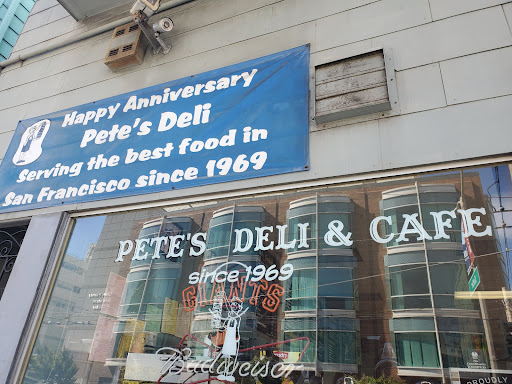 Happy Anniversary
Pete's Deli
Serving the best food in
San Francisco since 1969
PETE'S DELI & CAFE
since 1969
GIANTS
Budweiser
PROUDLY